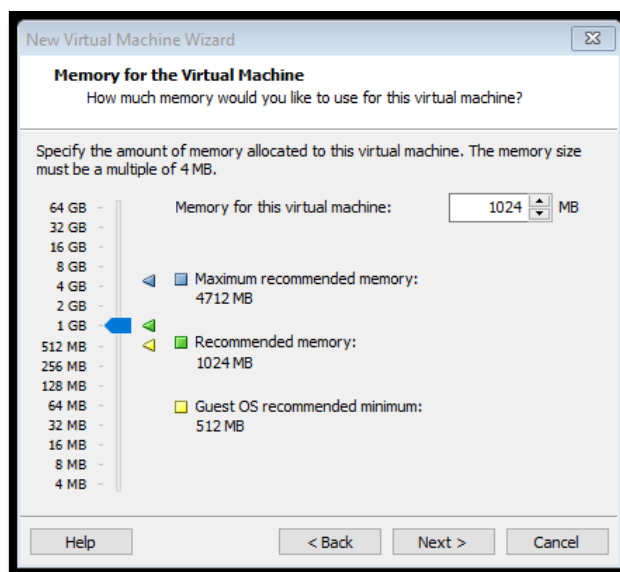 New Virtual Machine Wizard
Memory for the Virtual Machine
How much memory would you like to use for this virtual machine?
Specify the amount of memory allocated to this virtual machine. The memory size
must be a multiple of 4 MB.
Memory for this virtual machine: 1024 MB
64 GB
32 GB
16 GB
8 GB
4 GB
2 GB
1 GB
512 MB
256 MB
128 MB
64 MB
32 MB
16 MB
8 MB
4 MB
Maximum recommended memory:
4712 MB
Recommended memory:
1024 MB
Guest OS recommended minimum:
512 MB
Help
< Back
Next >
Cancel